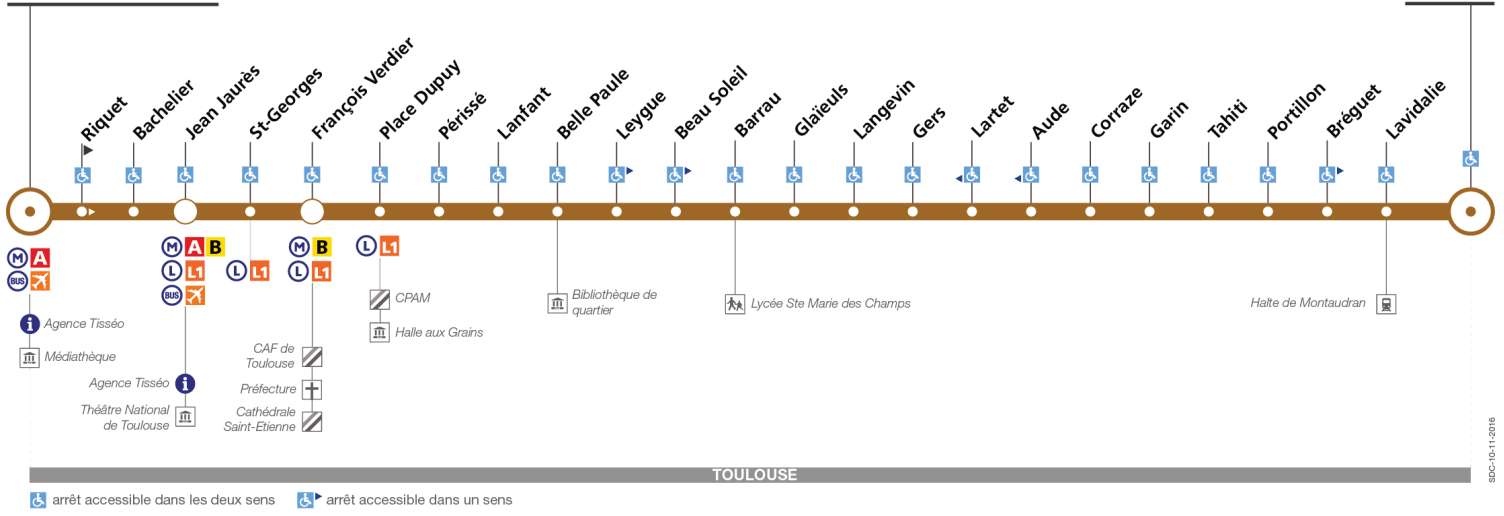 Riquet
Bachelier
Jean Jaurès
St-Georges
François Verdier
Place Dupuy
Périssé
Lanfant
Belle Paule
Leygue
Beau Soleil
Barrau
Glaïeuls
Langevin
Gers
Lartet
Aude
Corraze
Garin
Tahiti
Portillon
Bréguet
Lavidalie
M A
BUS
Agence Tisséo
Médiathèque
M A B
L L1
BUS
Agence Tisséo
Théâtre National
de Toulouse
L L1
M B
L L1
CAF de
Toulouse
Préfecture
Cathédrale
Saint-Etienne
L L1
CPAM
Halle aux Grains
Bibliothèque de
quartier
Lycée Ste Marie des Champs
Halte de Montaudran
TOULOUSE
arrêt accessible dans les deux sens
arrêt accessible dans un sens
SDC-10-11-2016